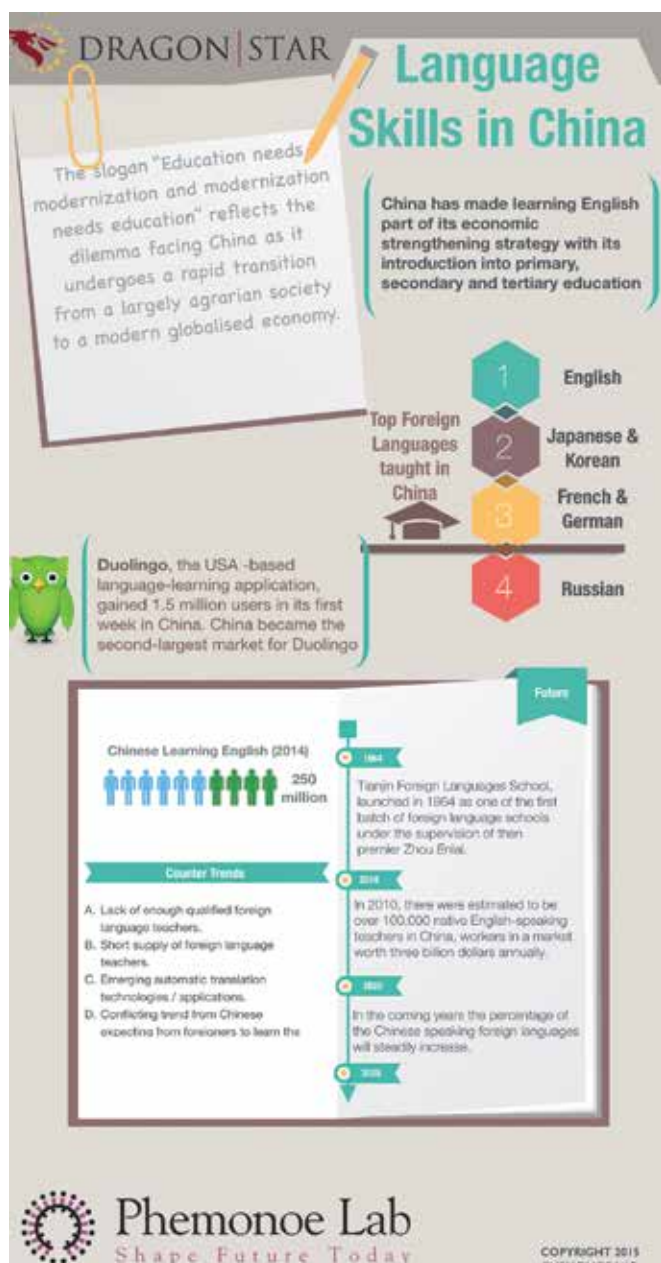 DRAGON|STAR
Language
Skills in China
The slogan "Education needs
modernization and modernization
needs education" reflects the
dilemma facing China as it
undergoes a rapid transition
from a largely agrarian society
to a modern globalised economy.
China has made learning English
part of its economic
strengthening strategy with its
introduction into primary,
secondary and tertiary education
Top Foreign
Languages
taught in
China
1
English
2
Japanese &
Korean
3
French &
German
4
Russian
Duolingo, the USA -based
language-learning application,
gained 1.5 million users in its first
week in China. China became the
second-largest market for Duolingo
Future
Chinese Learning English (2014)
250
million
Counter Trends
A. Lack of enough qualified foreign
language teachers.
B. Short supply of foreign language
teachers.
C. Emerging automatic translation
technologies / applications.
D. Conflicting trend from Chinese
expecting from foreigners to learn the
1964
Tianjin Foreign Languages School,
launched in 1964 as one of the first
batch of foreign language schools
under the supervision of then
premier Zhou Enlai.
In 2010, there were estimated to be
over 100,000 native English-speaking
teachers in China, workers in a market
worth three billion dollars annually.
In the coming years the percentage of
the Chinese speaking foreign languages
will steadily increase.
Phemonoe Lab
Shape Future Today
COPYRIGHT 2015